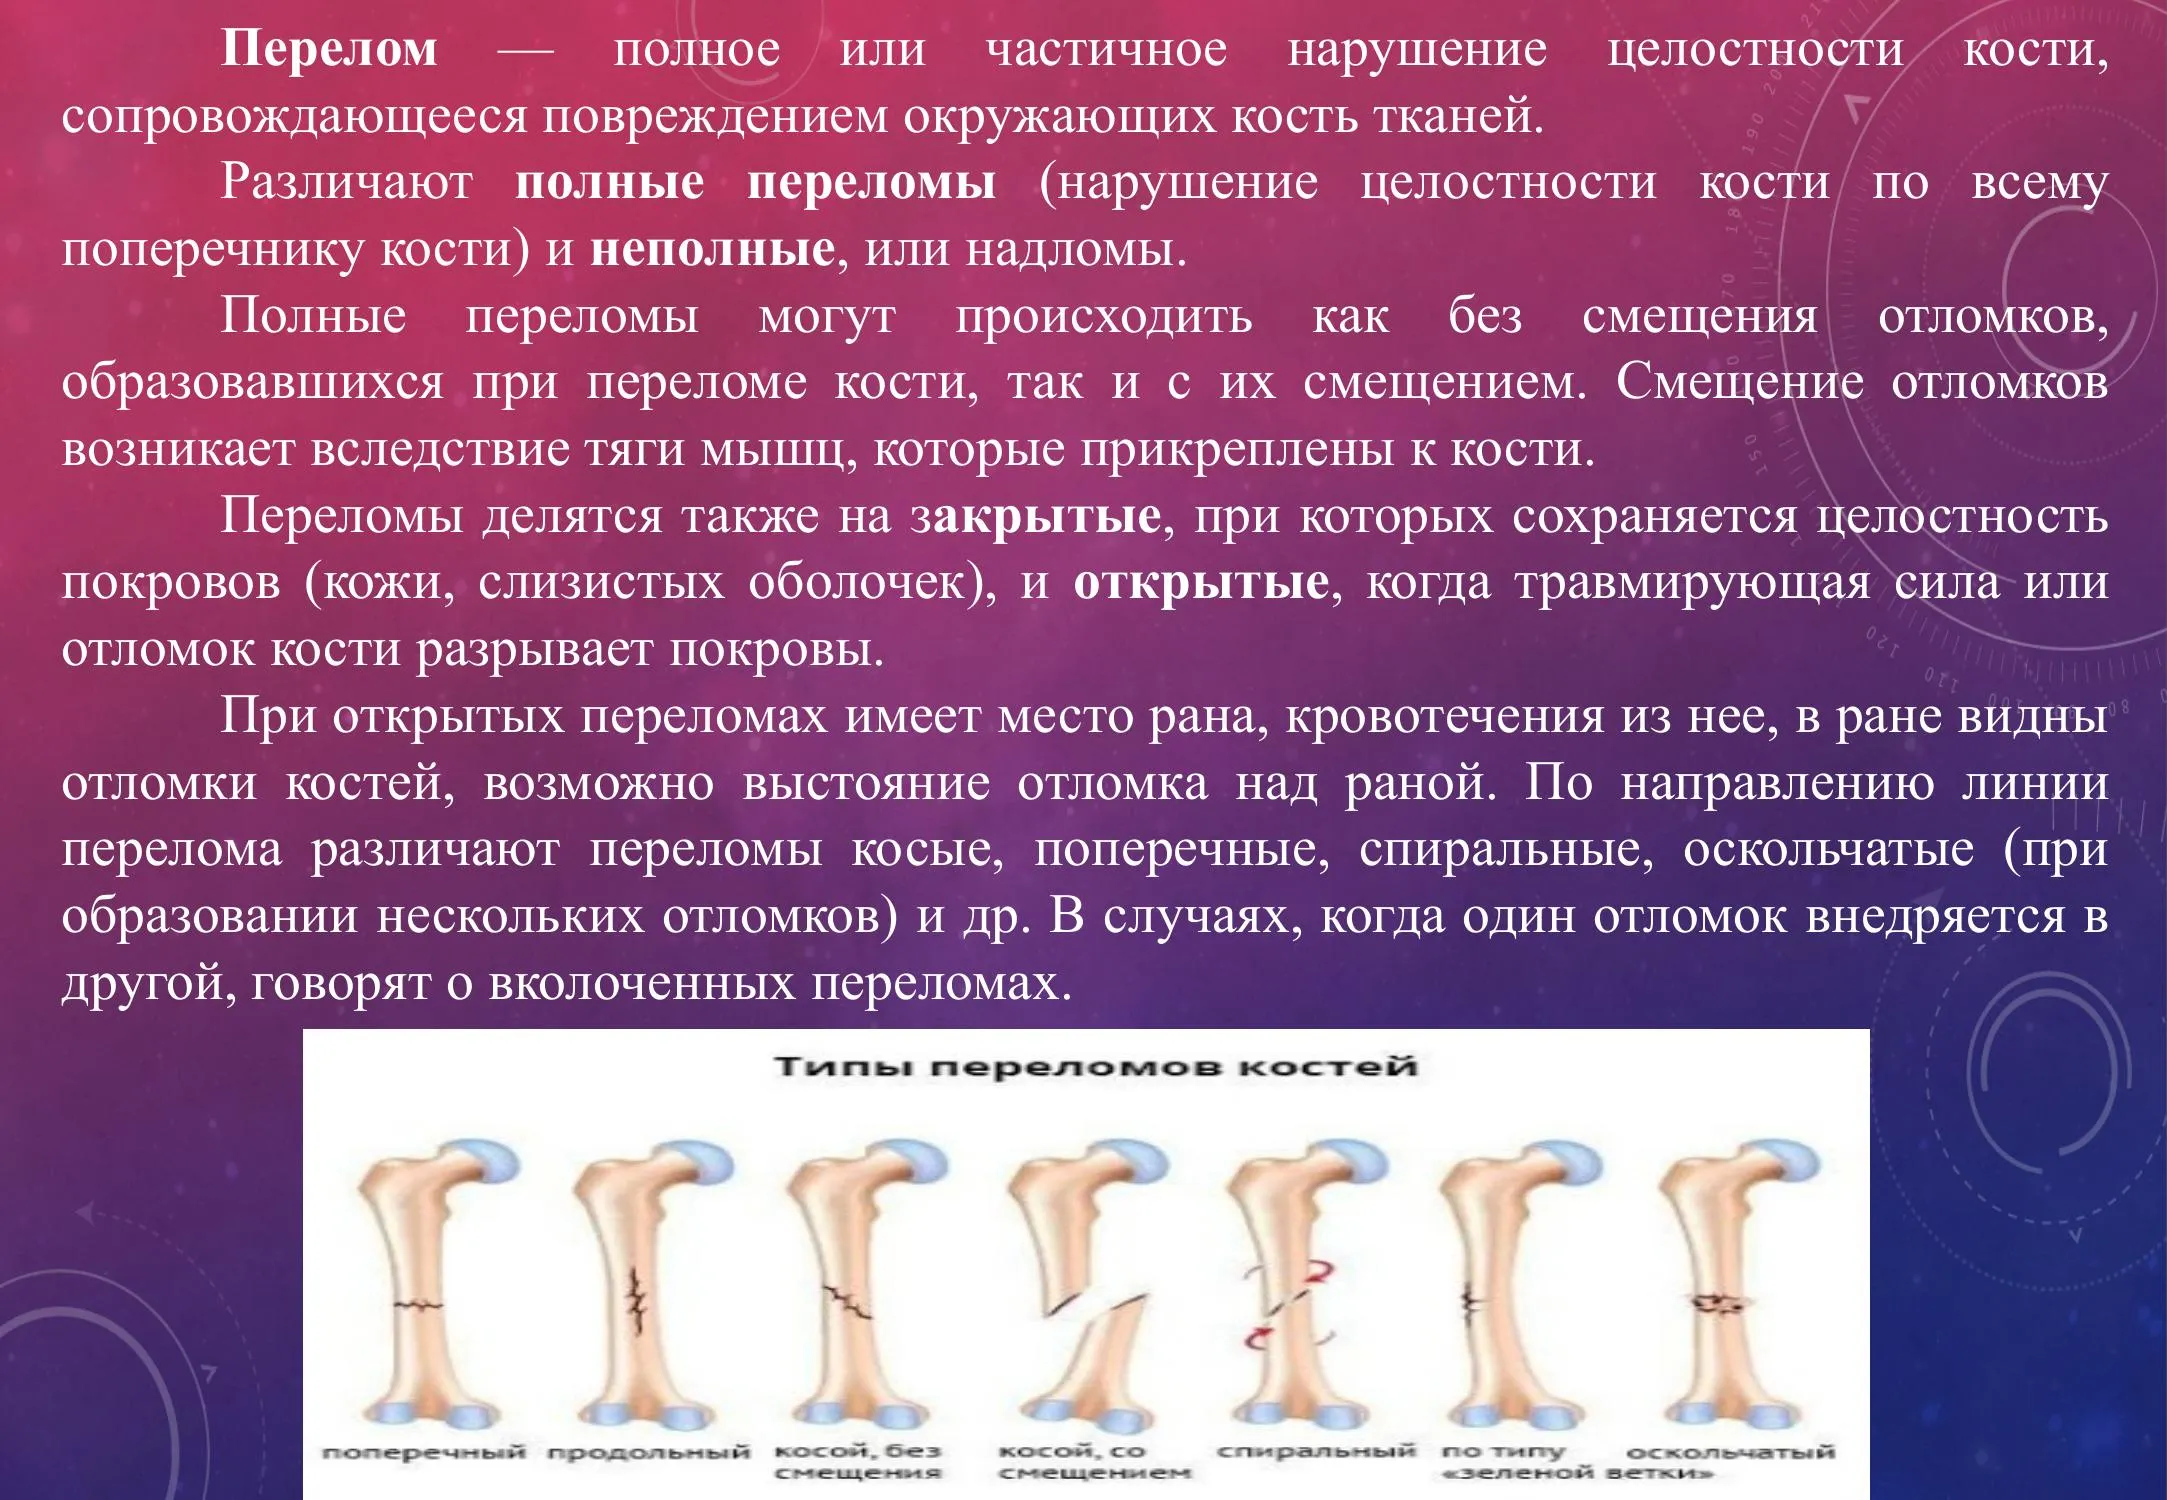 Перелом — полное или частичное нарушение целостности кости,
сопровождающееся повреждением окружающих кость тканей.
Различают полные переломы (нарушение целостности кости по всему
поперечнику кости) и неполные, или надломы.
Полные переломы могут происходить как без смещения отломков,
образовавшихся при переломе кости, так и с их смещением. Смещение отломков
возникает вследствие тяги мышц, которые прикреплены к кости.
Переломы делятся также на закрытые, при которых сохраняется целостность
покровов (кожи, слизистых оболочек), и открытые, когда травмирующая сила или
отломок кости разрывает покровы.
При открытых переломах имеет место рана, кровотечения из нее, в ране видны
отломки костей, возможно выстояние отломка над раной. По направлению линии
перелома различают переломы косые, поперечные, спиральные, оскольчатые (при
образовании нескольких отломков) и др. В случаях, когда один отломок внедряется в
другой, говорят о вколоченных переломах.
Типы переломов костей
поперечный
продольный
косой, без
смещения
косой, со
смещением
спиральный
по типу
«зеленой ветки»
оскольчатый
190
150
120
110